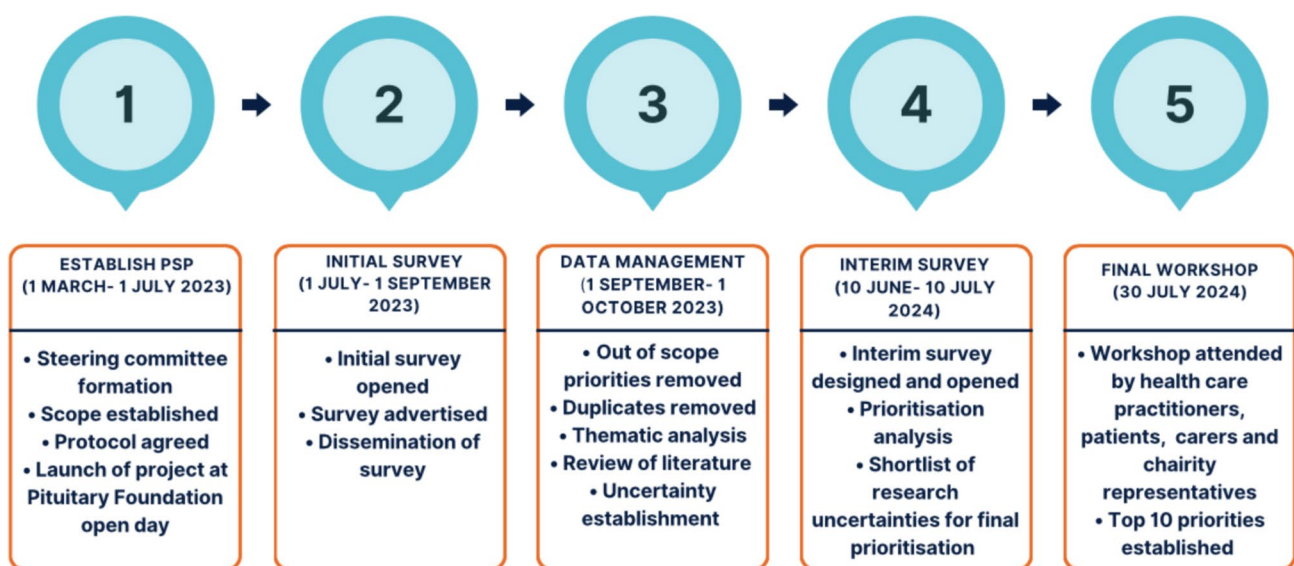 1
2
3
4
5
ESTABLISH PSP
(1 MARCH- 1 JULY 2023)
• Steering committee
formation
• Scope established
• Protocol agreed
• Launch of project at
Pituitary Foundation
open day
INITIAL SURVEY
(1 JULY- 1 SEPTEMBER
2023)
• Initial survey
opened
• Survey advertised
• Dissemination of
survey
DATA MANAGEMENT
(1 SEPTEMBER- 1
OCTOBER 2023)
• Out of scope
priorities removed
• Duplicates removed
• Thematic analysis
• Review of literature
• Uncertainty
establishment
INTERIM SURVEY
(10 JUNE- 10 JULY
2024)
• Interim survey
designed and opened
• Prioritisation
analysis
• Shortlist of
research
uncertainties for final
prioritisation
FINAL WORKSHOP
(30 JULY 2024)
• Workshop attended
by health care
practitioners,
patients, carers and
chairity
representatives
• Top 10 priorities
established